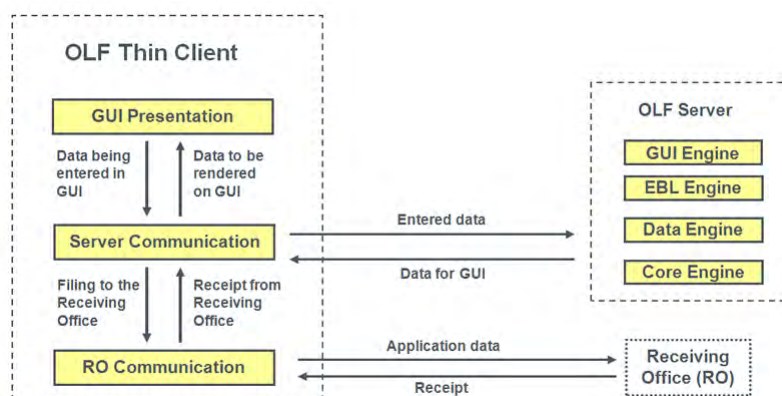 OLF Thin Client
GUI Presentation
Data being
entered in
GUI
Data to be
rendered
on GUI
Server Communication
Filing to the
Receiving
Office
Receipt from
Receiving
Office
RO Communication
Entered data
Data for GUI
Application data
Receipt
OLF Server
GUI Engine
EBL Engine
Data Engine
Core Engine
Receiving
Office (RO)